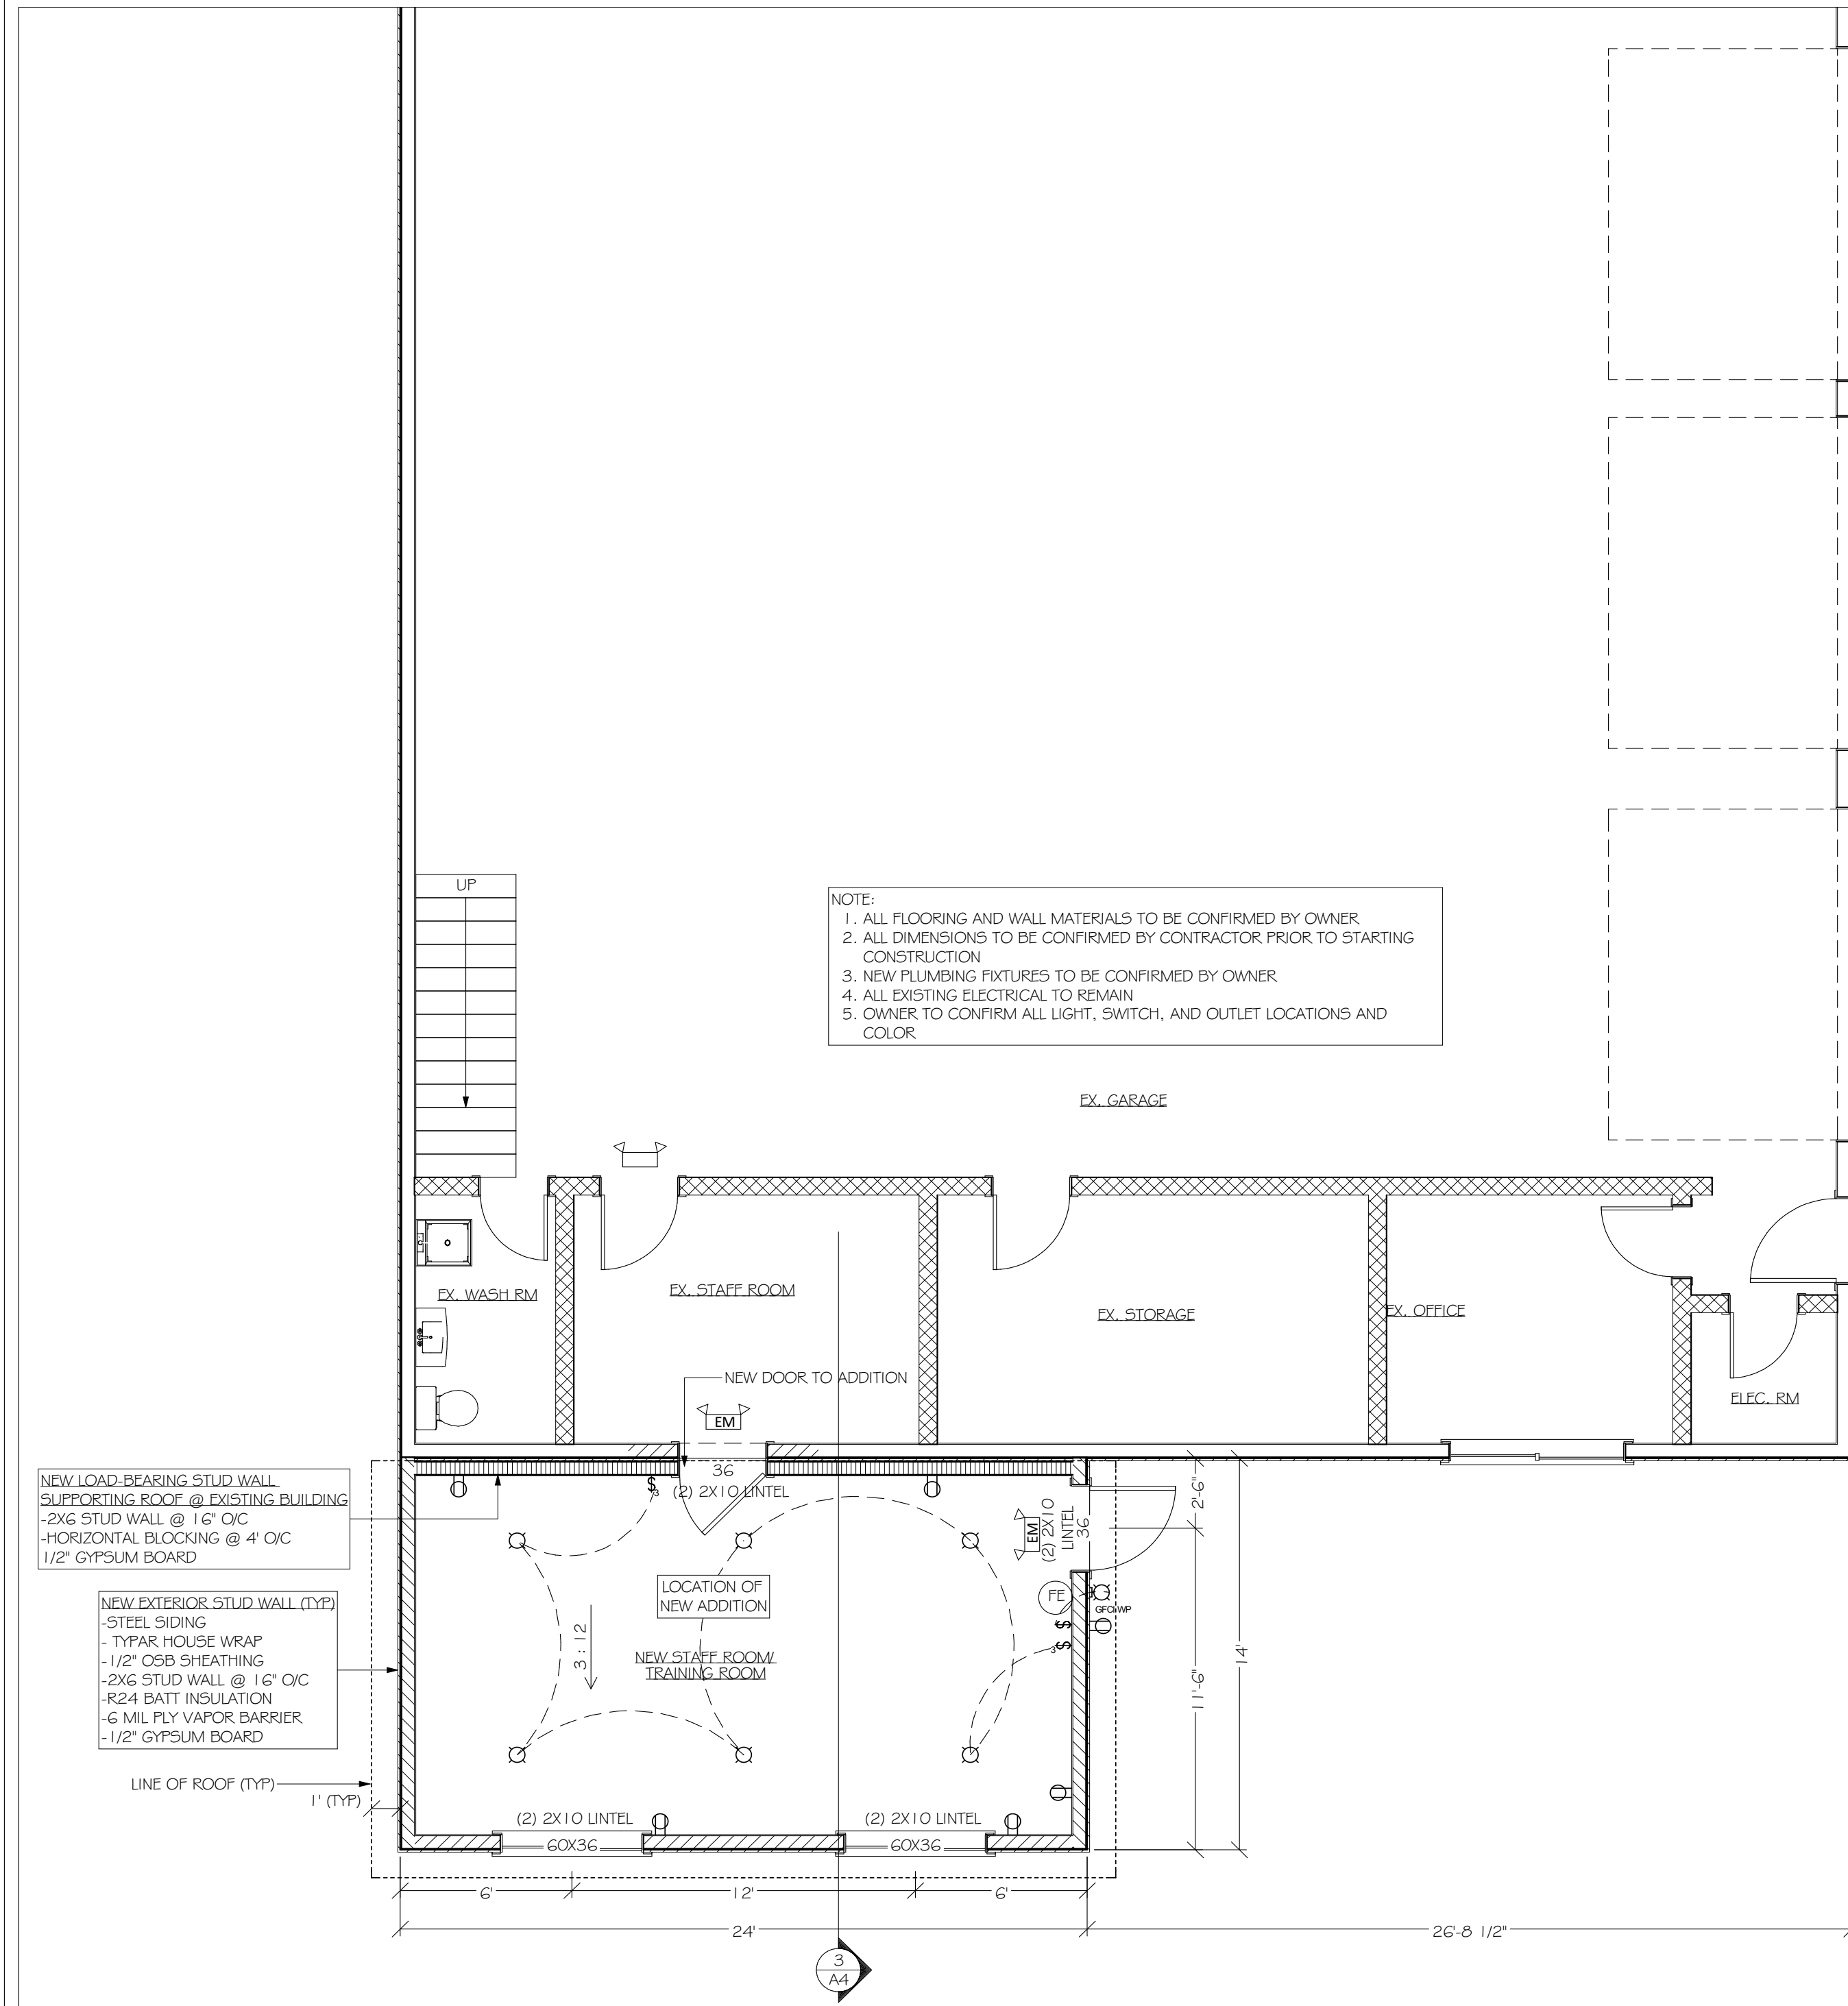 UP
NOTE:
1. ALL FLOORING AND WALL MATERIALS TO BE CONFIRMED BY OWNER
2. ALL DIMENSIONS TO BE CONFIRMED BY CONTRACTOR PRIOR TO STARTING
CONSTRUCTION
3. NEW PLUMBING FIXTURES TO BE CONFIRMED BY OWNER
4. ALL EXISTING ELECTRICAL TO REMAIN
5. OWNER TO CONFIRM ALL LIGHT, SWITCH, AND OUTLET LOCATIONS AND
COLOR
EX. GARAGE
EX. WASH RM
EX. STAFF ROOM
EX. STORAGE
EX. OFFICE
ELEC. RM
NEW DOOR TO ADDITION
EM
NEW LOAD-BEARING STUD WALL
SUPPORTING ROOF @ EXISTING BUILDING
-2X6 STUD WALL @ 16" O/C
-HORIZONTAL BLOCKING @ 4' O/C
1/2" GYPSUM BOARD
36
$3
(2) 2X10 LINTEL
EM
(2) 2X10
LINTEL
36
2'-6"
11'-6"
14'
NEW EXTERIOR STUD WALL (TYP)
-STEEL SIDING
- TYPAR HOUSE WRAP
-1/2" OSB SHEATHING
-2X6 STUD WALL @ 16" O/C
-R24 BATT INSULATION
-6 MIL PLY VAPOR BARRIER
-1/2" GYPSUM BOARD
LOCATION OF
NEW ADDITION
FE
GFCI-WP
$ $
3$ $
3 : 12
NEW STAFF ROOM/
TRAINING ROOM
LINE OF ROOF (TYP)
1' (TYP)
(2) 2X10 LINTEL
(2) 2X10 LINTEL
60X36
60X36
6'
12'
6'
24'
26'-8 1/2"
3
A4